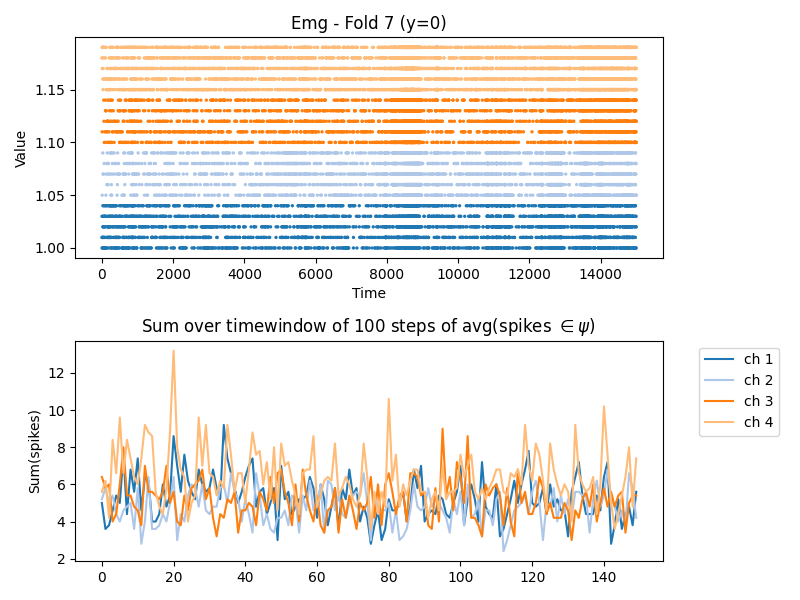 Emg - Fold 7 (y=0)
Value
1.15
1.10
1.05
1.00
0 2000 4000 6000 8000 10000 12000 14000
Time
Sum over timewindow of 100 steps of avg(spikes ∈ψ)
Sum(spikes)
12
10
8
6
4
2
0 20 40 60 80 100 120 140
ch 1
ch 2
ch 3
ch 4